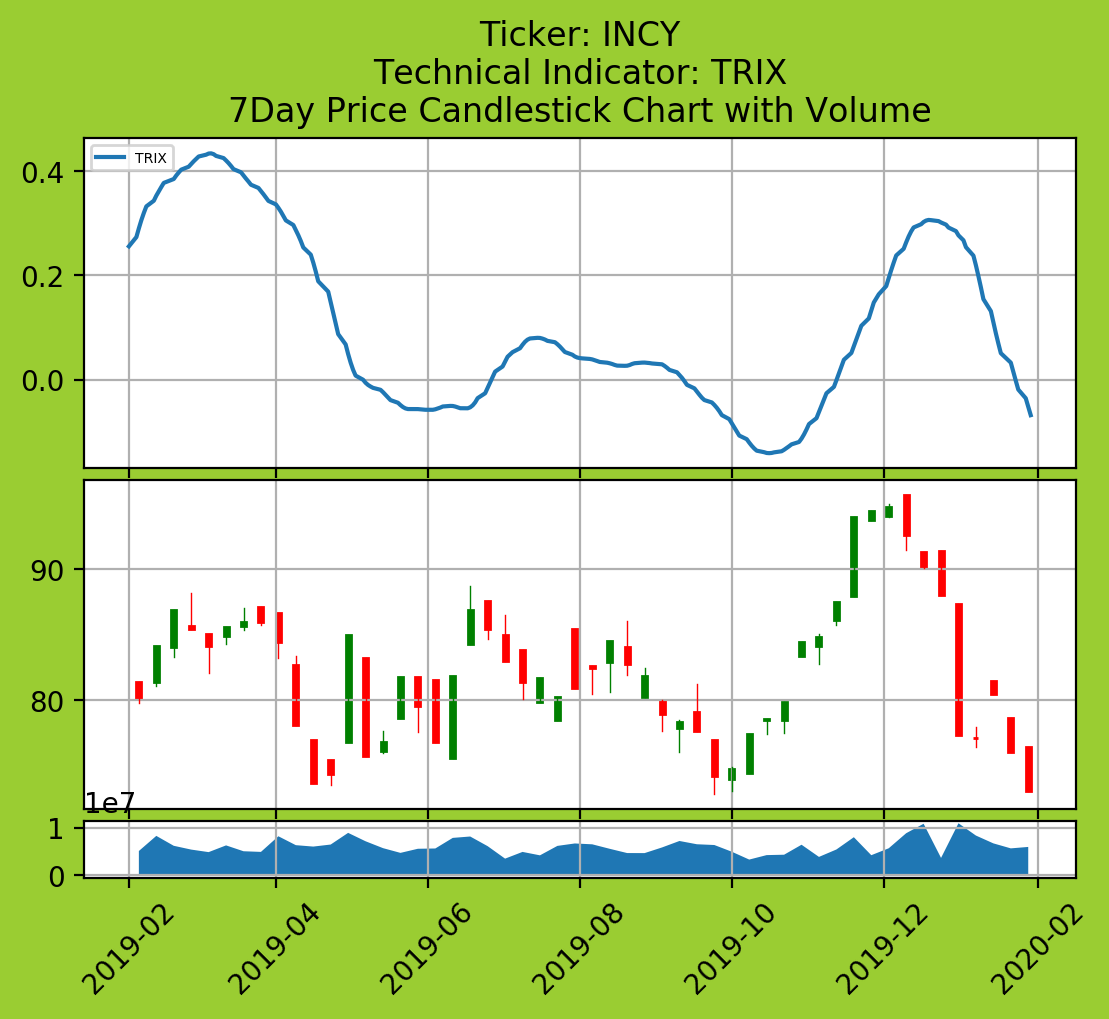 Ticker: INCY
Technical Indicator: TRIX
7Day Price Candlestick Chart with Volume
TRIX
0.4
0.2
0.0
90
80
1e7
1
0
2019-02
2019-04
2019-06
2019-08
2019-10
2019-12
2020-02